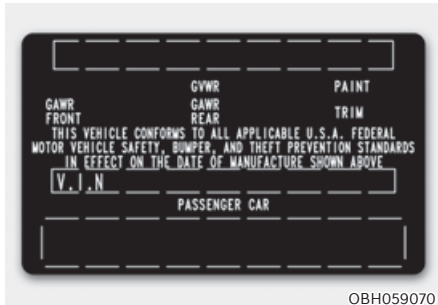 GVWR PAINT
GAWR FRONT GAWR REAR TRIM
THIS VEHICLE CONFORMS TO ALL APPLICABLE U.S.A. FEDERAL
MOTOR VEHICLE SAFETY, BUMPER, AND THEFT PREVENTION STANDARDS
IN EFFECT ON THE DATE OF MANUFACTURE SHOWN ABOVE
V.I.N
PASSENGER CAR
OBH059070